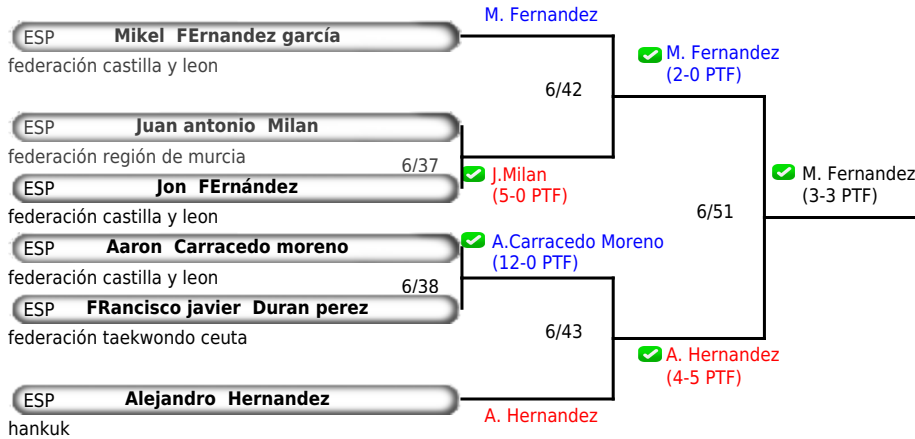 M. Fernandez
ESP Mikel FErnandez garcía
federación castilla y leon
M. Fernandez
(2-0 PTF)
6/42
ESP Juan antonio Milan
federación región de murcia
6/37
J.Milan
(5-0 PTF)
ESP Jon FErnández
federación castilla y leon
M. Fernandez
(3-3 PTF)
6/51
ESP Aaron Carracedo moreno
federación castilla y leon
A.Carracedo Moreno
(12-0 PTF)
6/38
ESP FRancisco javier Duran perez
federación taekwondo ceuta
6/43
A. Hernandez
(4-5 PTF)
ESP Alejandro Hernandez
hankuk
A. Hernandez